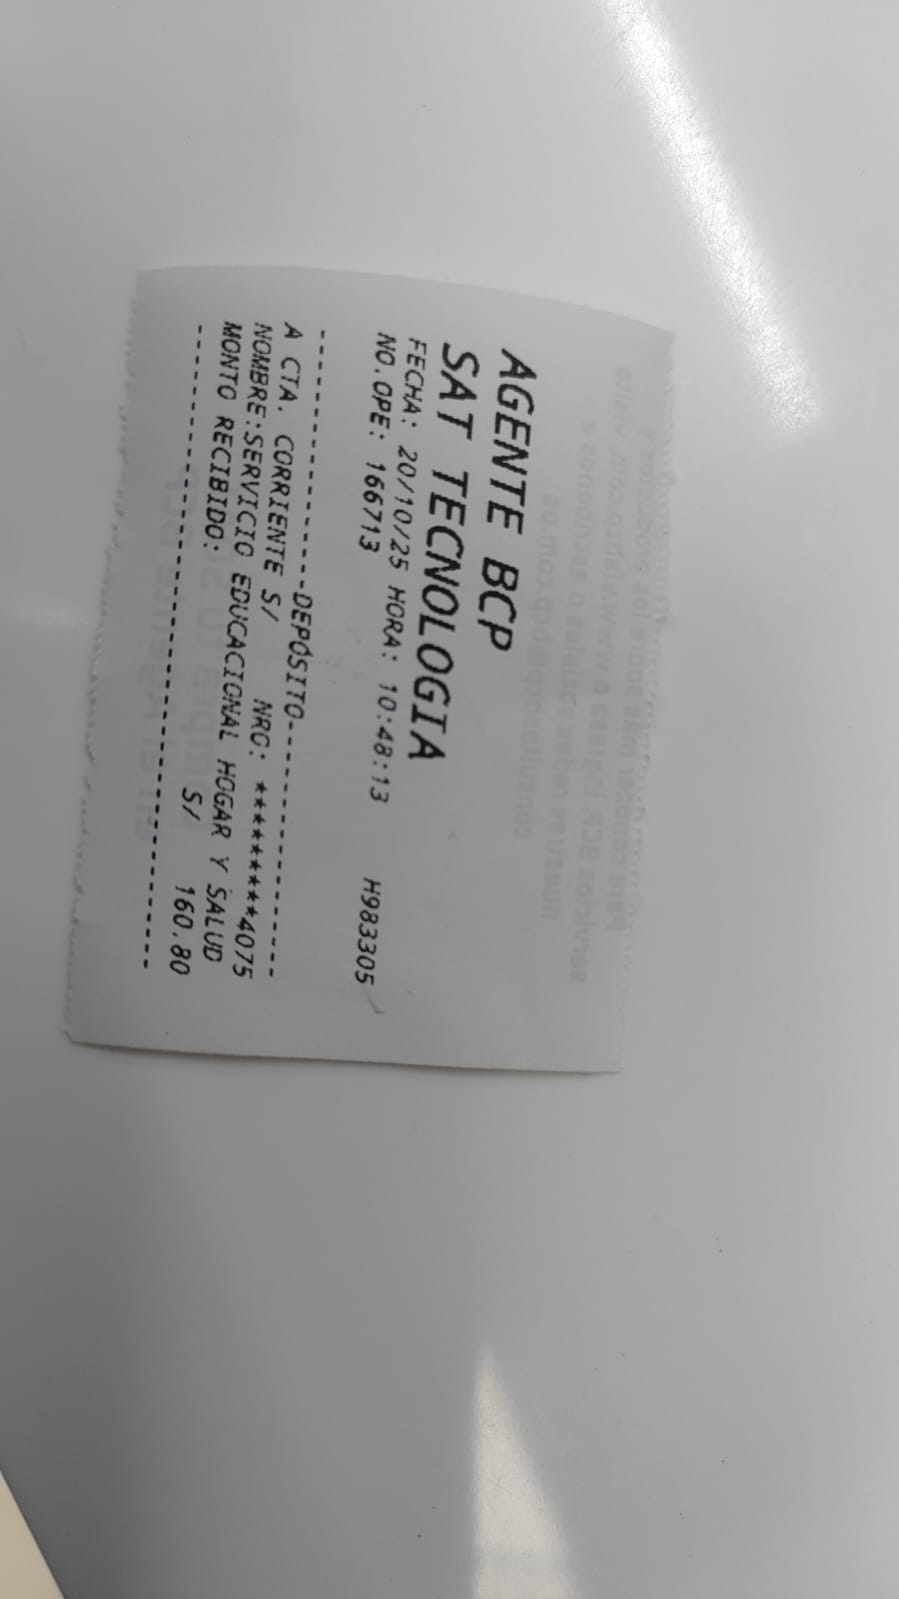 AGENTE BCP
SAT TECNOLOGIA
FECHA: 20/10/25 HORA: 10:48:13
NO.OPE: 166713 H983305
------------DEPÓSITO------------
A CTA. CORRIENTE S/ NRO: *********4075
NOMBRE:SERVICIO EDUCACIONAL HOGAR Y SALUD
MONTO RECIBIDO: S/ 160.80